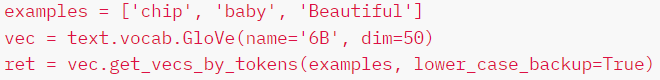 examples = ['chip', 'baby', 'Beautiful']
vec = text.vocab.GloVe(name='6B', dim=50)
ret = vec.get_vecs_by_tokens(examples, lower_case_backup=True)